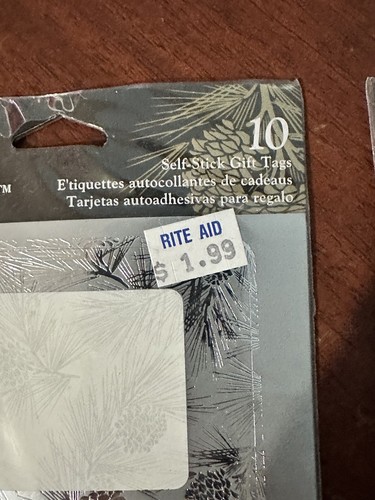 10
Self-Stick Gift Tags
E'tiquettes autocollantes de cadeaus
Tarjetas autoadhesivas para regalo
TM
RITE AID
$ 1.99